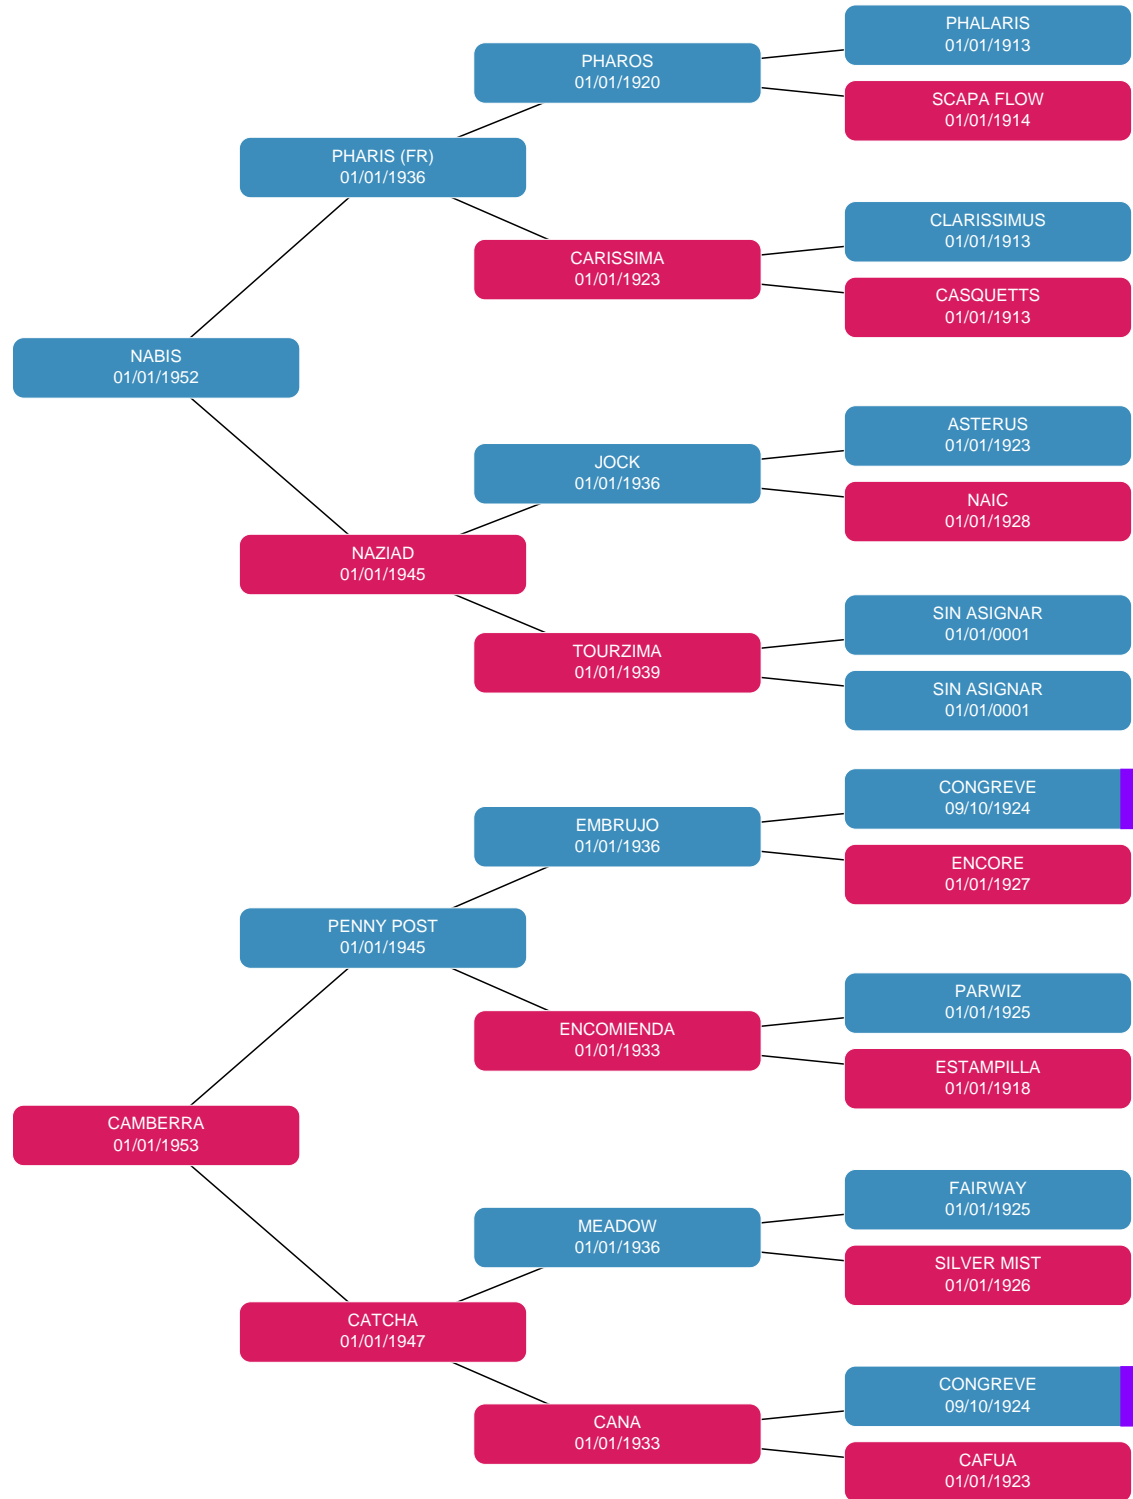 PHALARIS
01/01/1913
PHAROS
01/01/1920
SCAPA FLOW
01/01/1914
PHARIS (FR)
01/01/1936
CLARISSIMUS
01/01/1913
CARISSIMA
01/01/1923
CASQUETTS
01/01/1913
NABIS
01/01/1952
ASTERUS
01/01/1923
JOCK
01/01/1936
NAIC
01/01/1928
NAZIAD
01/01/1945
SIN ASIGNAR
01/01/0001
TOURZIMA
01/01/1939
SIN ASIGNAR
01/01/0001
CONGREVE
09/10/1924
EMBRUJO
01/01/1936
ENCORE
01/01/1927
PENNY POST
01/01/1945
PARWIZ
01/01/1925
ENCOMIENDA
01/01/1933
ESTAMPILLA
01/01/1918
CAMBERRA
01/01/1953
FAIRWAY
01/01/1925
MEADOW
01/01/1936
SILVER MIST
01/01/1926
CATCHA
01/01/1947
CONGREVE
09/10/1924
CANA
01/01/1933
CAFUA
01/01/1923